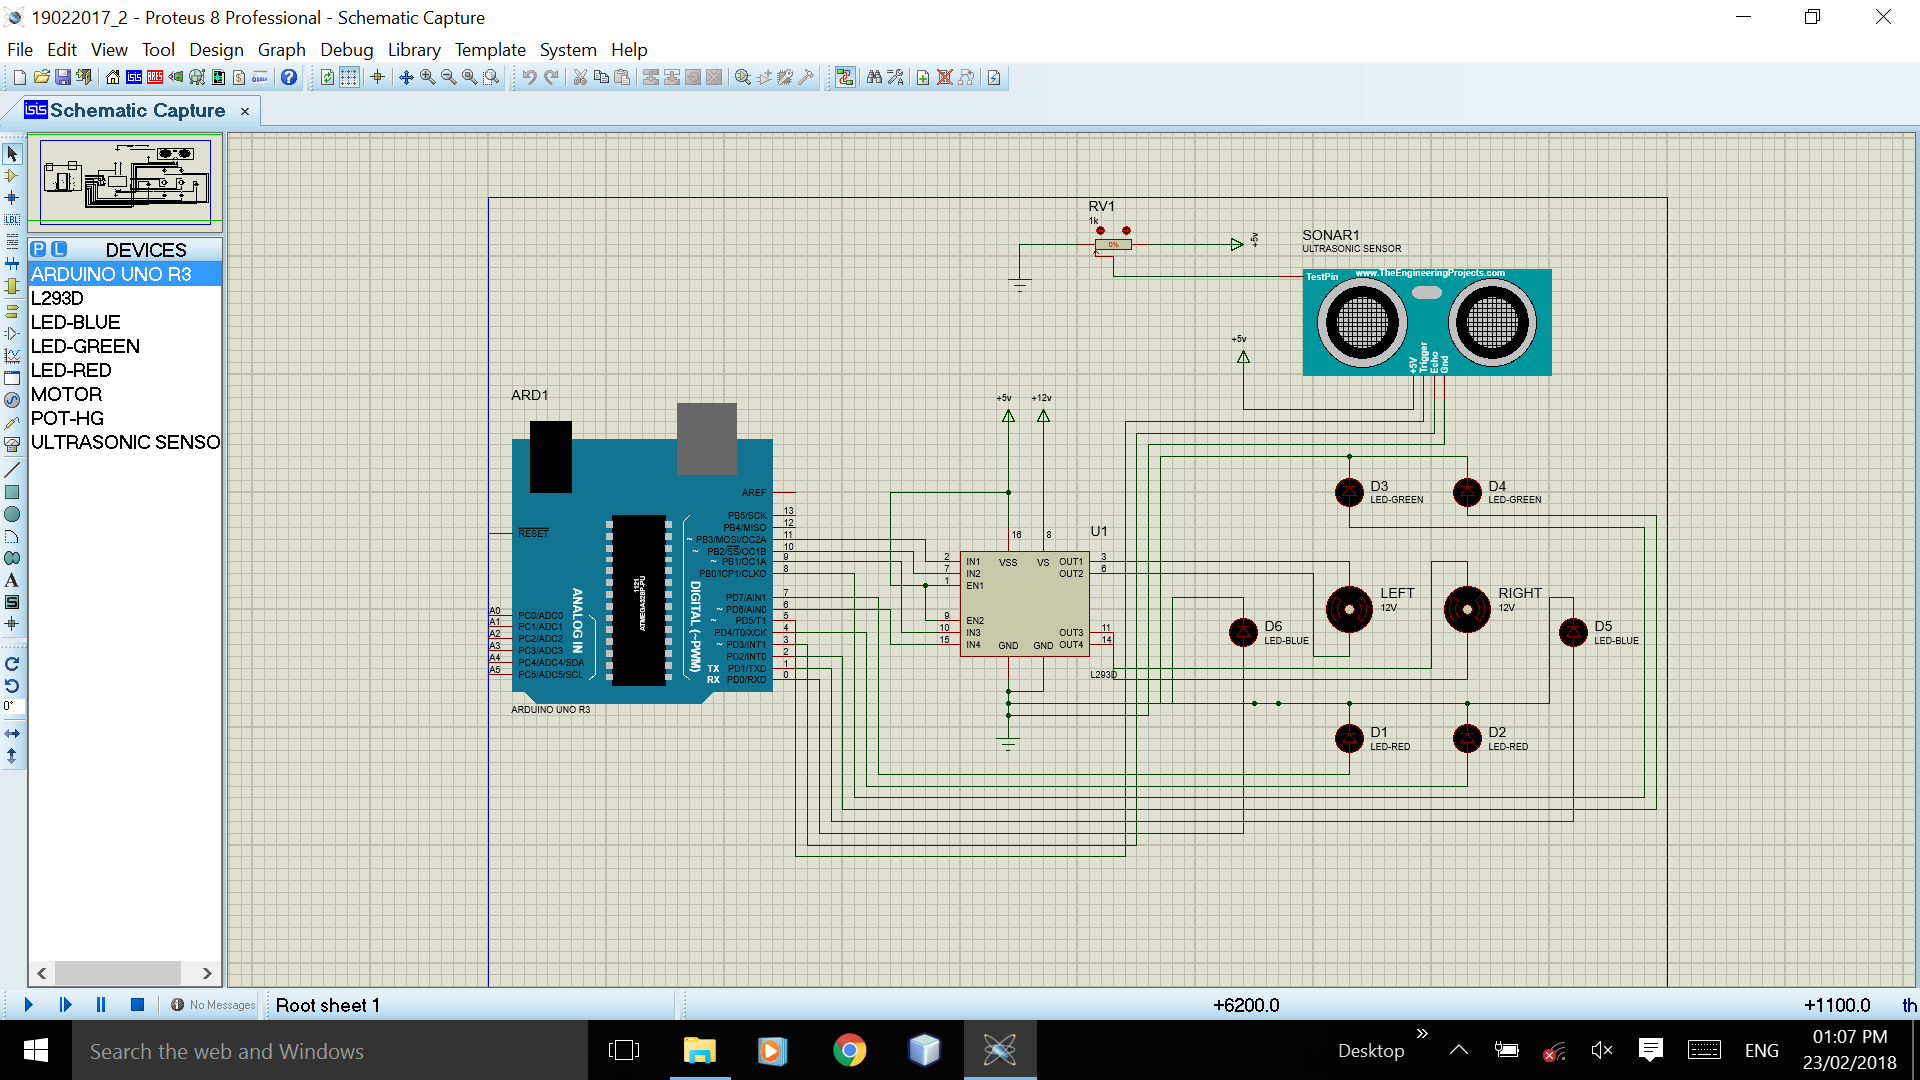 19022017_2 - Proteus 8 Professional - Schematic Capture
File Edit View Tool Design Graph Debug Library Template System Help
isis Schematic Capture ×
P L DEVICES
ARDUINO UNO R3
L293D
LED-BLUE
LED-GREEN
LED-RED
MOTOR
POT-HG
ULTRASONIC SENSO
LBL
A
S
0°
RV1
1k
0%
+5v
SONAR1
ULTRASONIC SENSOR
TestPin
www.TheEngineeringProjects.com
+5V
Trigger
Echo
Gnd
+5v
+5v
+12v
ARD1
AREF
RESET
PB5/SCK 13
PB4/MISO 12
~ PB3/MOSI/OC2A 11
~ PB2/SS/OC1B 10
~ PB1/OC1A 9
PB0/ICP1/CLKO 8
PD7/AIN1 7
~ PD6/AIN0 6
~ PD5/T1 5
PD4/T0/XCK 4
~ PD3/INT1 3
PD2/INT0 2
TX PD1/TXD 1
RX PD0/RXD 0
DIGITAL (~PWM)
ANALOG IN
1121
ATMEGA328P-PU
A0 PC0/ADC0
A1 PC1/ADC1
A2 PC2/ADC2
A3 PC3/ADC3
A4 PC4/ADC4/SDA
A5 PC5/ADC5/SCL
ARDUINO UNO R3
U1
16 8
2 IN1 VSS VS OUT1 3
7 IN2 OUT2 6
1 EN1
9 EN2
10 IN3 OUT3 11
15 IN4 GND GND OUT4 14
L293D
D3
LED-GREEN
D4
LED-GREEN
LEFT
12V
RIGHT
12V
D6
LED-BLUE
D5
LED-BLUE
D1
LED-RED
D2
LED-RED
No Messages Root sheet 1 +6200.0 +1100.0 th
Search the web and Windows
Desktop
ENG
01:07 PM
23/02/2018